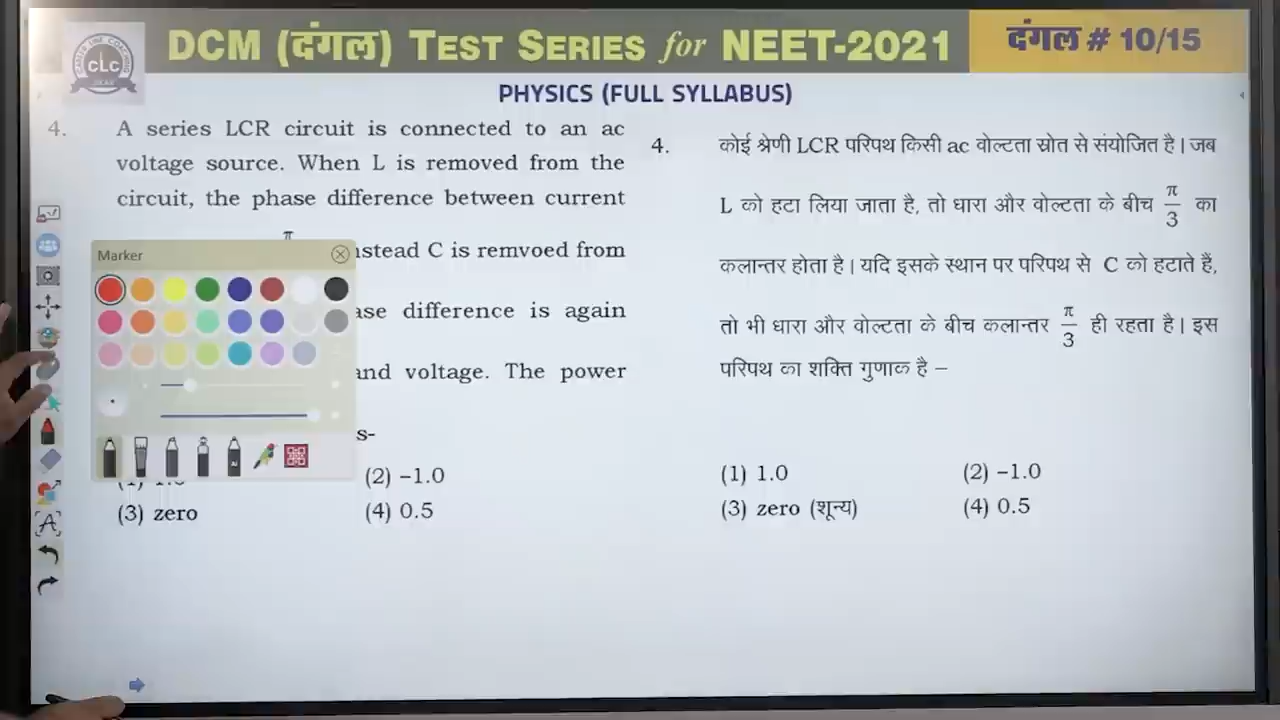 CLC
DCM (दंगल) TEST SERIES for NEET-2021
दंगल # 10/15
PHYSICS (FULL SYLLABUS)
4. A series LCR circuit is connected to an ac
voltage source. When L is removed from the
circuit, the phase difference between current
π
nstead C is remvoed from
ase difference is again
and voltage. The power
s-
(2) –1.0
(3) zero (4) 0.5
Marker
4. कोई श्रेणी LCR परिपथ किसी ac वोल्टता स्रोत से संयोजित है। जब
L को हटा लिया जाता है, तो धारा और वोल्टता के बीच π/3 का
कलान्तर होता है। यदि इसके स्थान पर परिपथ से C को हटाते हैं,
तो भी धारा और वोल्टता के बीच कलान्तर π/3 ही रहता है। इस
परिपथ का शक्ति गुणाक है –
(1) 1.0 (2) –1.0
(3) zero (शून्य) (4) 0.5